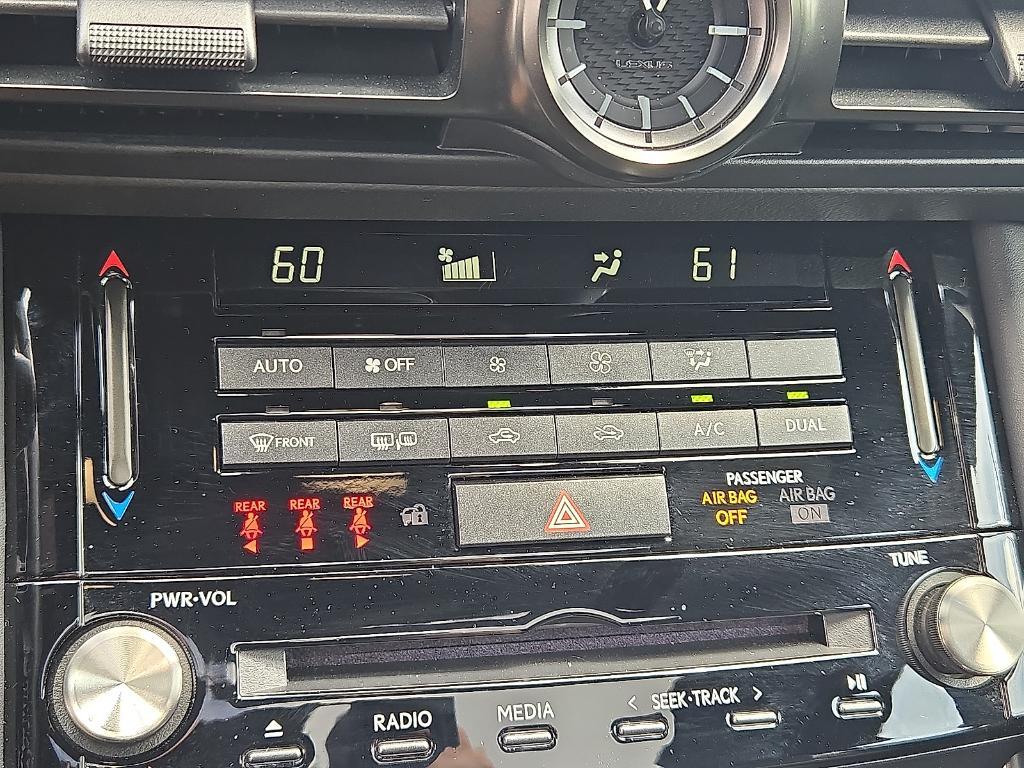 LEXUS
60 61
AUTO OFF
FRONT A/C DUAL
REAR REAR REAR
PASSENGER
AIR BAG AIR BAG
OFF ON
TUNE
PWR·VOL
RADIO MEDIA < SEEK·TRACK >